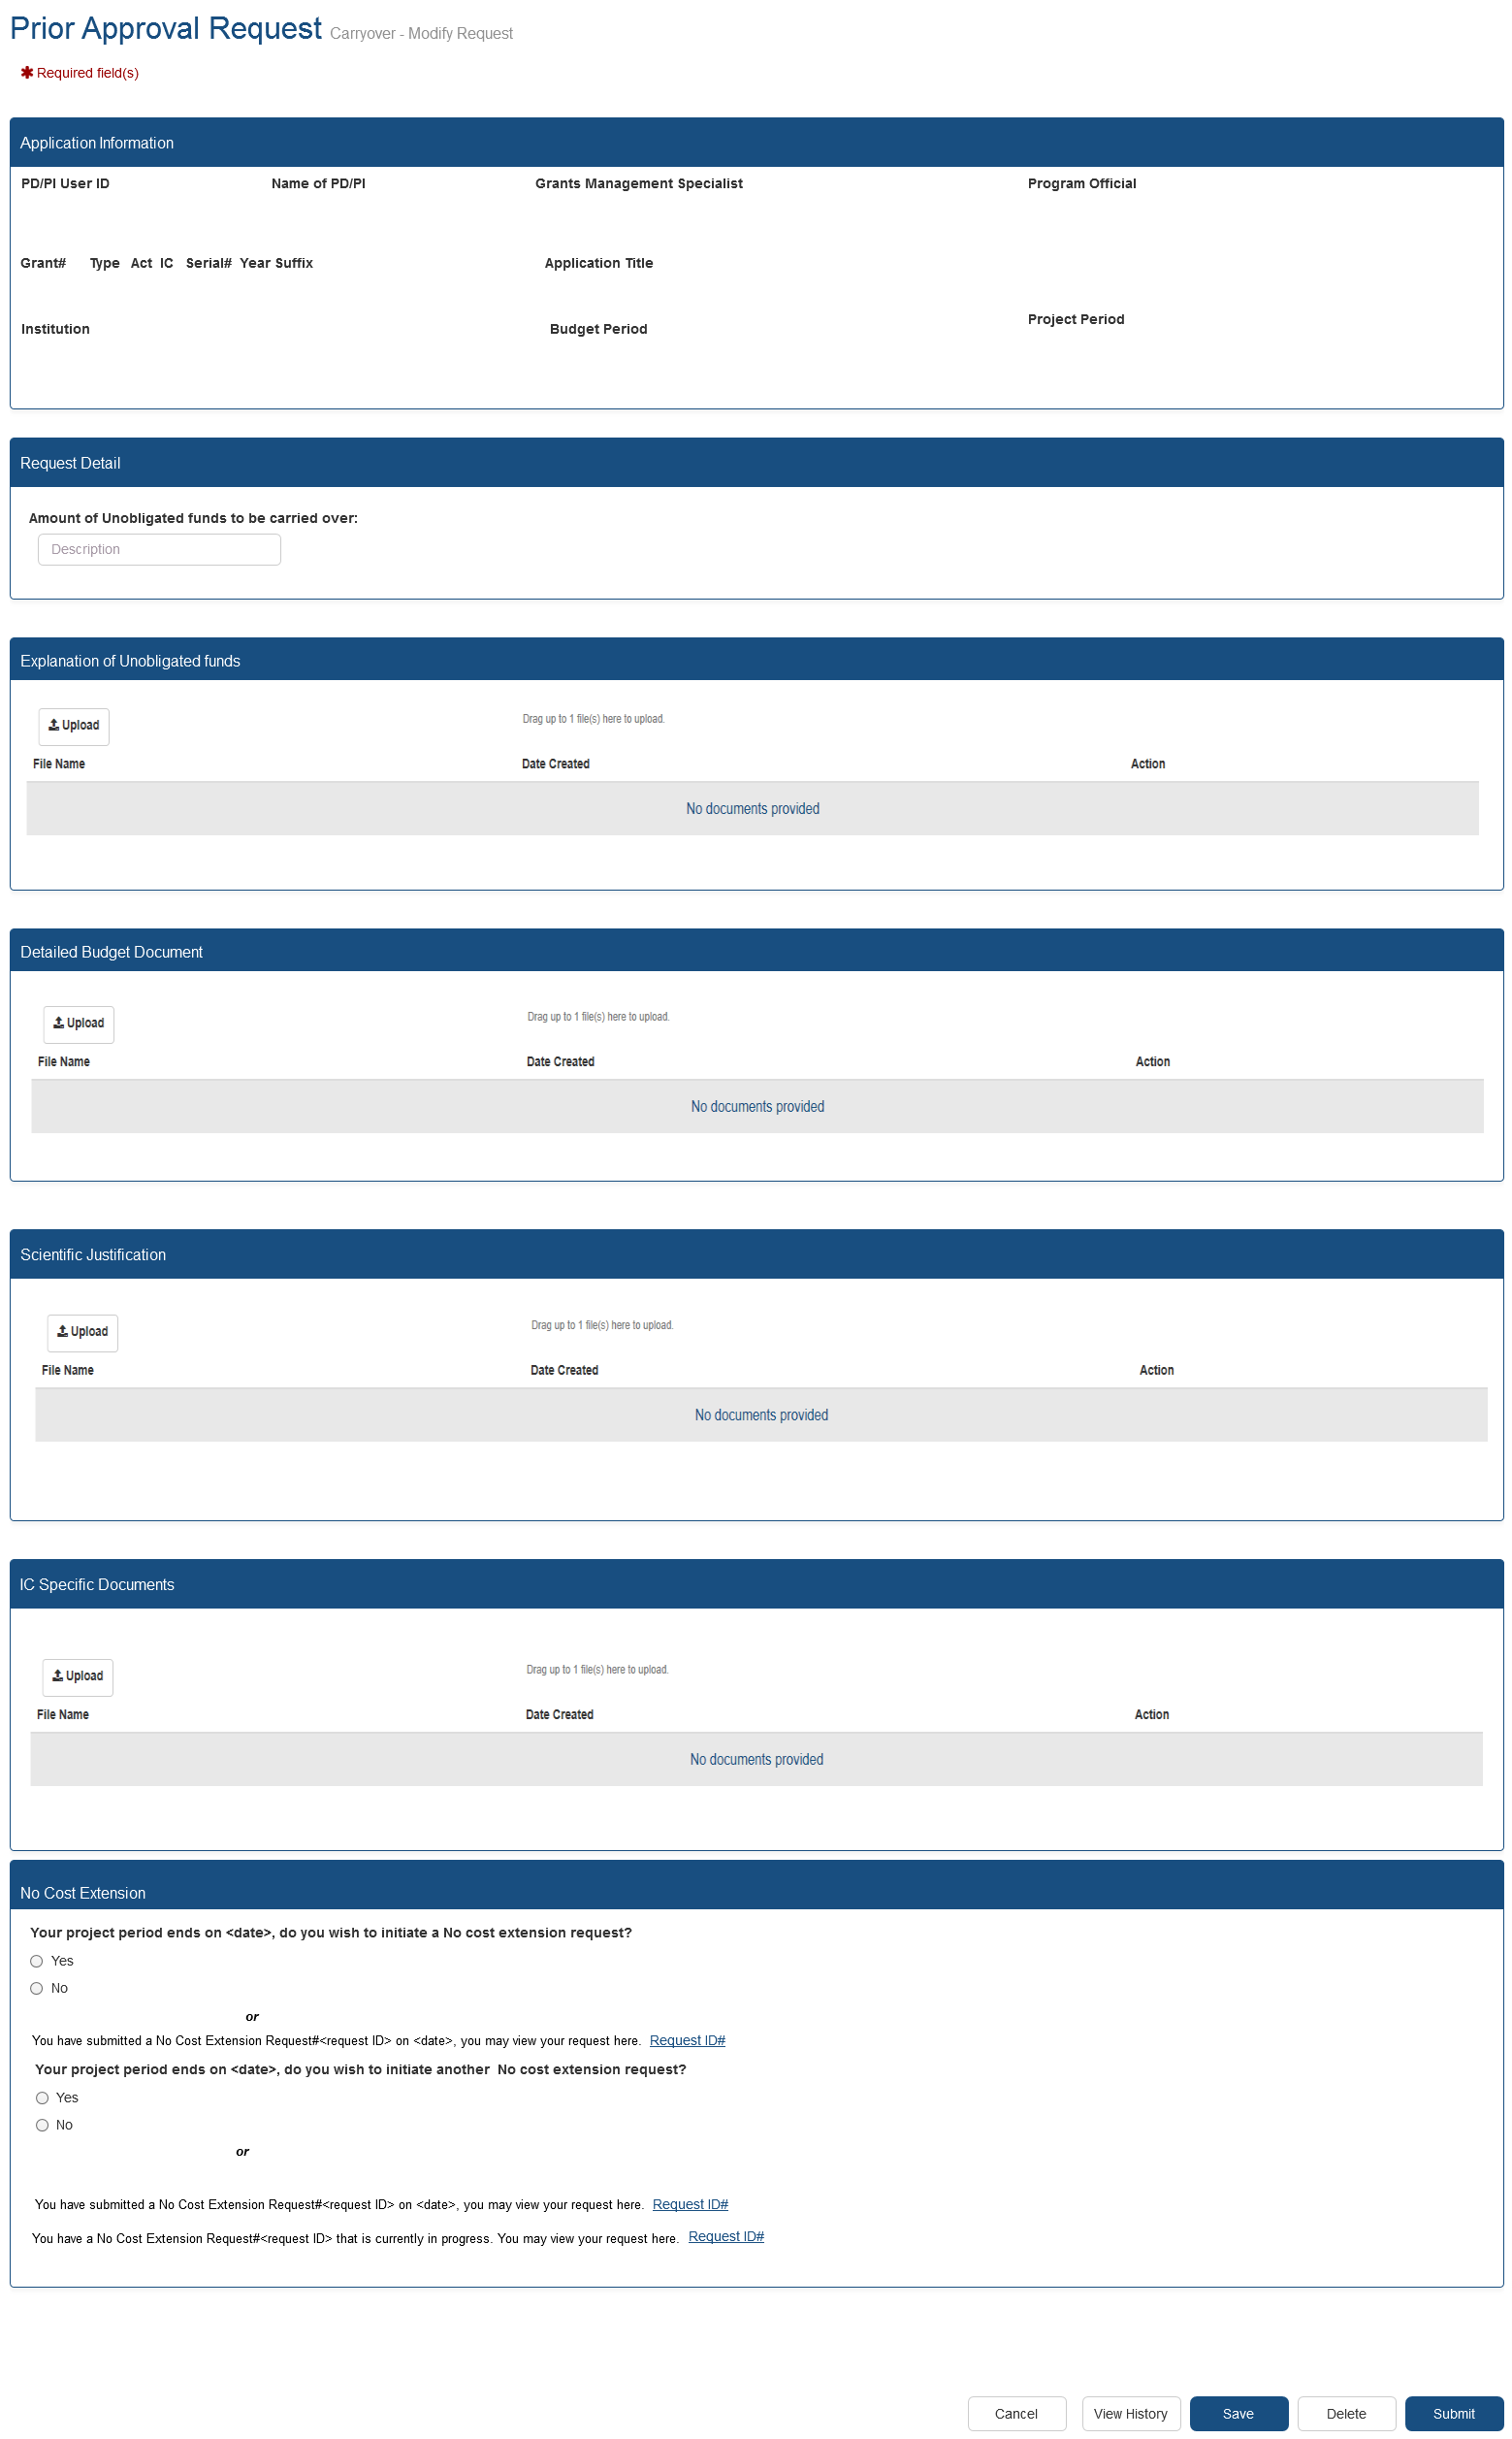 Prior Approval Request Carryover - Modify Request
✱ Required field(s)
Application Information
PD/PI User ID Name of PD/PI Grants Management Specialist Program Official
Grant# Type Act IC Serial# Year Suffix Application Title
Institution Budget Period Project Period
Request Detail
Amount of Unobligated funds to be carried over:
Description
Explanation of Unobligated funds
Upload Drag up to 1 file(s) here to upload.
File Name Date Created Action
No documents provided
Detailed Budget Document
Upload Drag up to 1 file(s) here to upload.
File Name Date Created Action
No documents provided
Scientific Justification
Upload Drag up to 1 file(s) here to upload.
File Name Date Created Action
No documents provided
IC Specific Documents
Upload Drag up to 1 file(s) here to upload.
File Name Date Created Action
No documents provided
No Cost Extension
Your project period ends on <date>, do you wish to initiate a No cost extension request?
Yes
No
or
You have submitted a No Cost Extension Request#<request ID> on <date>, you may view your request here. Request ID#
Your project period ends on <date>, do you wish to initiate another No cost extension request?
Yes
No
or
You have submitted a No Cost Extension Request#<request ID> on <date>, you may view your request here. Request ID#
You have a No Cost Extension Request#<request ID> that is currently in progress. You may view your request here. Request ID#
Cancel View History Save Delete Submit